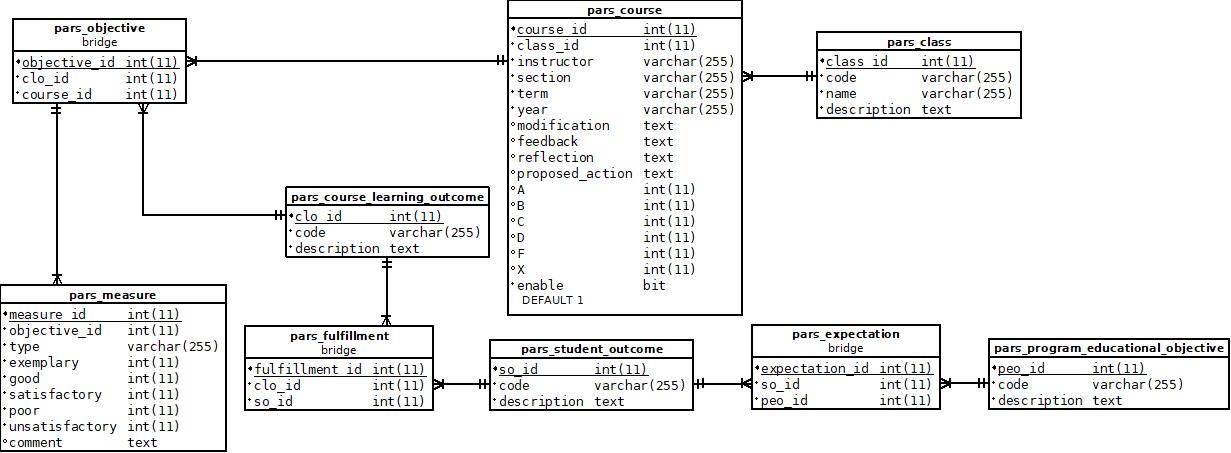 pars_objective
bridge
objective_id int(11)
clo_id int(11)
course_id int(11)
pars_course
course_id int(11)
class_id int(11)
instructor varchar(255)
section varchar(255)
term varchar(255)
year varchar(255)
modification text
feedback text
reflection text
proposed_action text
A int(11)
B int(11)
C int(11)
D int(11)
F int(11)
X int(11)
enable bit
DEFAULT 1
pars_class
class_id int(11)
code varchar(255)
name varchar(255)
description text
pars_course_learning_outcome
clo_id int(11)
code varchar(255)
description text
pars_measure
measure_id int(11)
objective_id int(11)
type varchar(255)
exemplary int(11)
good int(11)
satisfactory int(11)
poor int(11)
unsatisfactory int(11)
comment text
pars_fulfillment
bridge
fulfillment_id int(11)
clo_id int(11)
so_id int(11)
pars_student_outcome
so_id int(11)
code varchar(255)
description text
pars_expectation
bridge
expectation_id int(11)
so_id int(11)
peo_id int(11)
pars_program_educational_objective
peo_id int(11)
code varchar(255)
description text